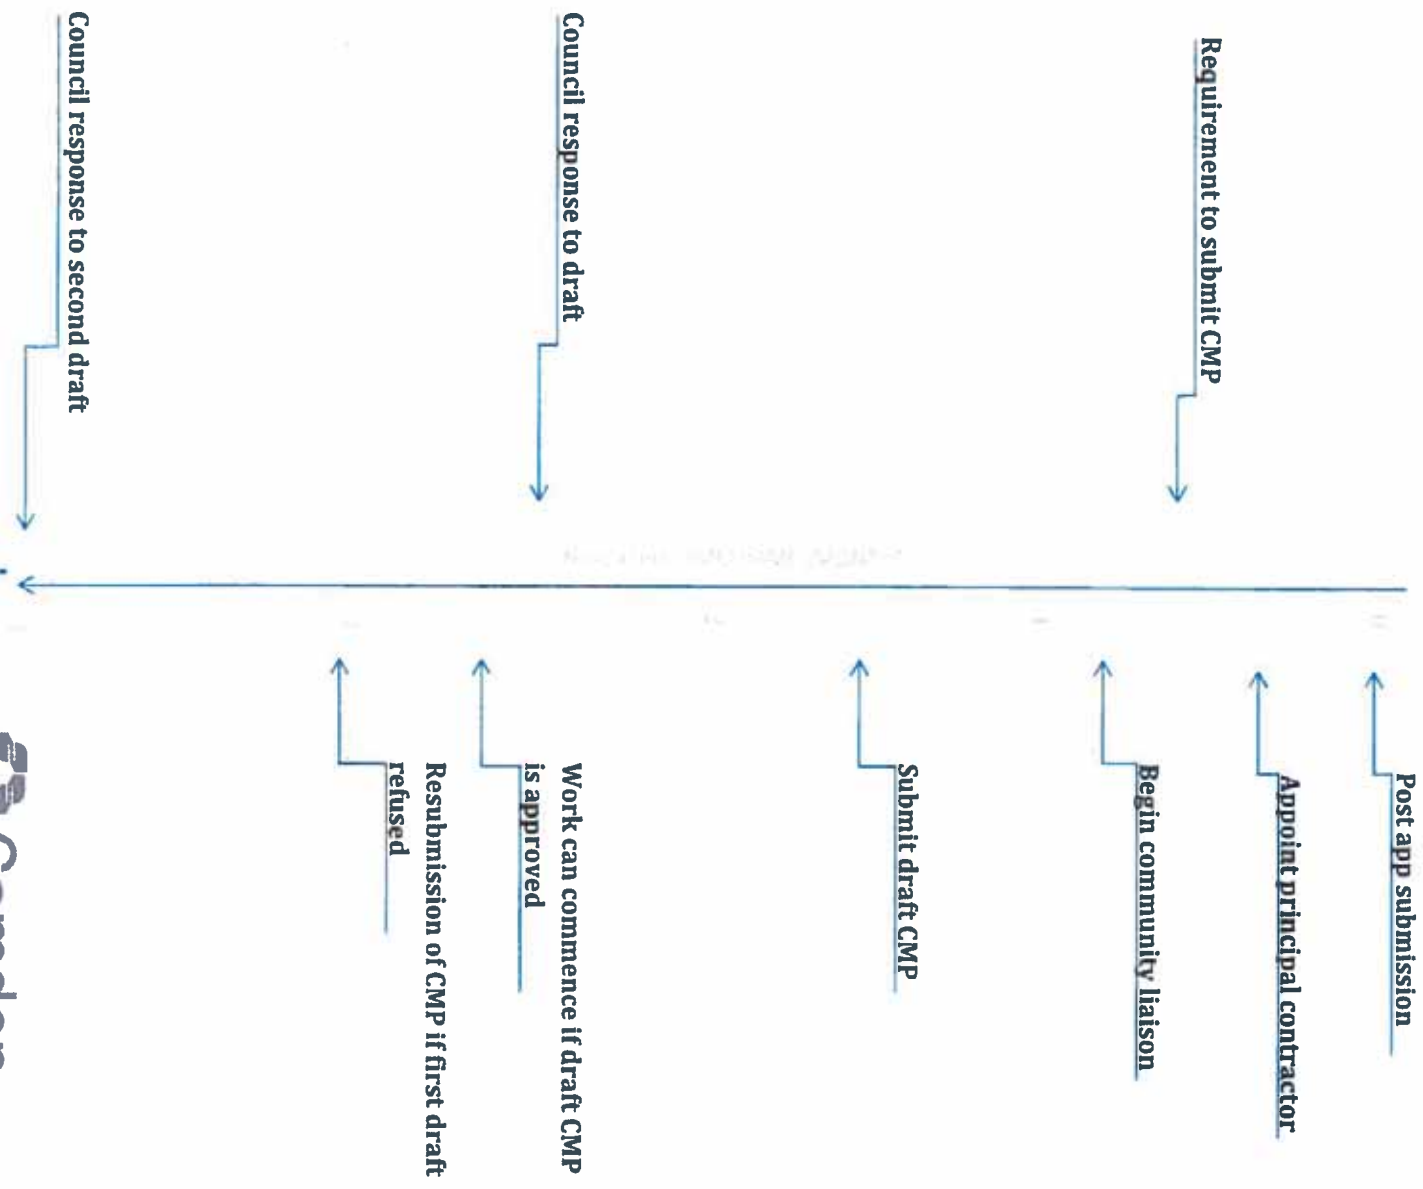 Post app submission
Appoint principal contractor
Requirement to submit CMP
Begin community liaison
Submit draft CMP
Council response to draft
Work can commence if draft CMP
is approved
Resubmission of CMP if first draft
refused
Council response to second draft
Camden